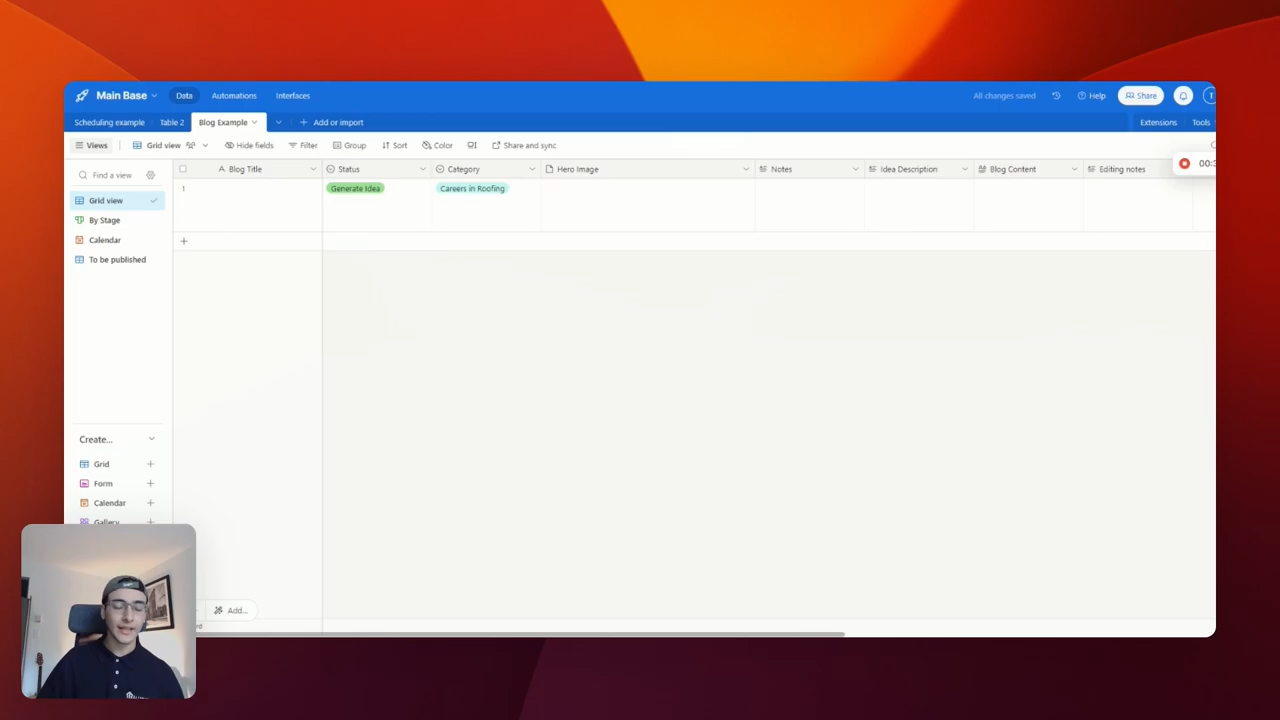 Main Base Data Automations Interfaces All changes saved Help Share T
Scheduling example Table 2 Blog Example Add or import Extensions Tools
Views Grid view Hide fields Filter Group Sort Color Share and sync
Find a view
Grid view
By Stage
Calendar
To be published
Create...
Grid
Form
Calendar
Gallery
A Blog Title Status Category Hero Image Notes Idea Description Blog Content Editing notes
1 Generate Idea Careers in Roofing
+
Add...